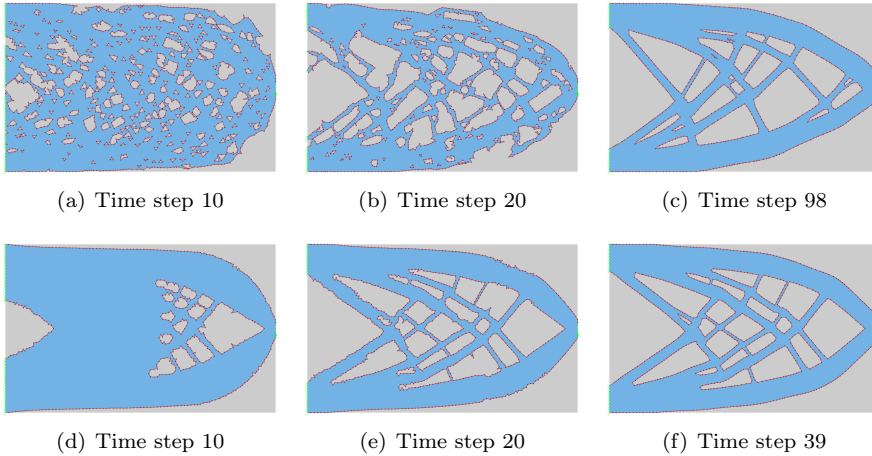 (a) Time step 10
(b) Time step 20
(c) Time step 98
(d) Time step 10
(e) Time step 20
(f) Time step 39